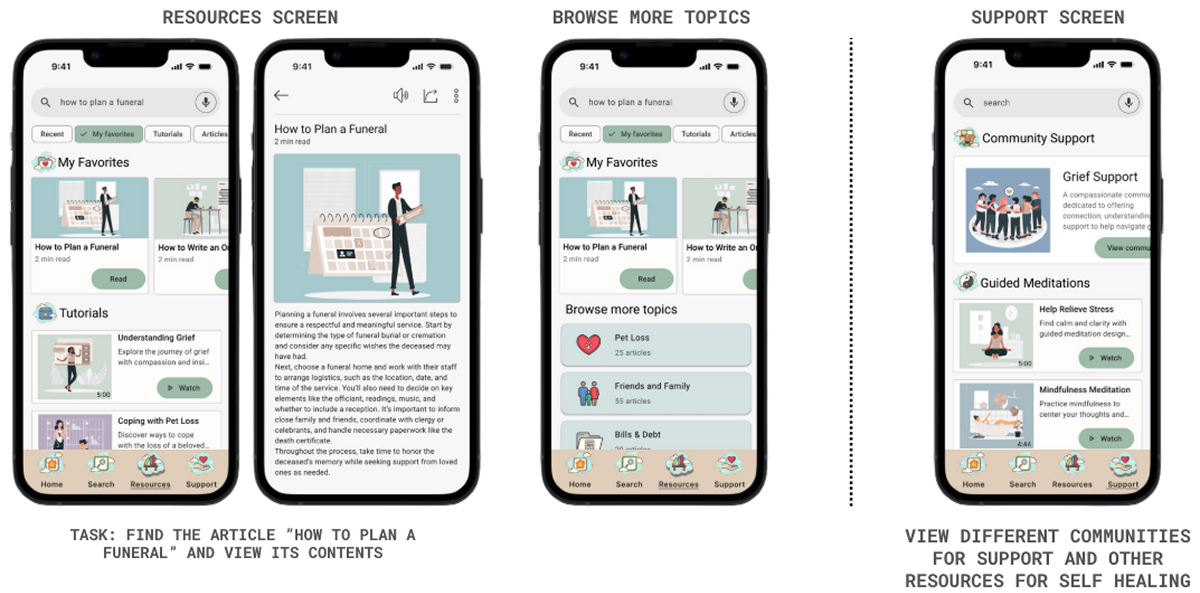 RESOURCES SCREEN
9:41
how to plan a funeral
Recent
My favorites
Tutorials
Articles
My Favorites
How to Plan a Funeral
2 min read
Read
How to Write an O
2 min read
Tutorials
Understanding Grief
Explore the journey of grief
with compassion and insi...
5:00
Watch
Coping with Pet Loss
Discover ways to cope
with the loss of a beloved...
Home
Search
Resources
Support
9:41
How to Plan a Funeral
2 min read
Planning a funeral involves several important steps to
ensure a respectful and meaningful service. Start by
determining the type of funeral burial or cremation
and consider any specific wishes the deceased may
have had.
Next, choose a funeral home and work with their staff
to arrange logistics, such as the location, date, and
time of the service. You'll also need to decide on key
elements like the officiant, readings, music, and
whether to include a reception. It's important to inform
close family and friends, coordinate with clergy or
celebrants, and handle necessary paperwork like the
death certificate.
Throughout the process, take time to honor the
deceased's memory while seeking support from loved
ones as needed.
TASK: FIND THE ARTICLE "HOW TO PLAN A
FUNERAL" AND VIEW ITS CONTENTS
BROWSE MORE TOPICS
9:41
how to plan a funeral
Recent
My favorites
Tutorials
Articles
My Favorites
How to Plan a Funeral
2 min read
Read
How to Write an O
2 min read
Browse more topics
Pet Loss
25 articles
Friends and Family
55 articles
Bills & Debt
articles
Home
Search
Resources
Support
SUPPORT SCREEN
9:41
search
Community Support
Grief Support
A compassionate commu
dedicated to offering
connection, understanding
support to help navigate g
View commu
Guided Meditations
Help Relieve Stress
Find calm and clarity with
guided meditation design...
5:00
Watch
Mindfulness Meditation
Practice mindfulness to
center your thoughts and...
4:44
Watch
Home
Search
Resources
Support
VIEW DIFFERENT COMMUNITIES
FOR SUPPORT AND OTHER
RESOURCES FOR SELF HEALING